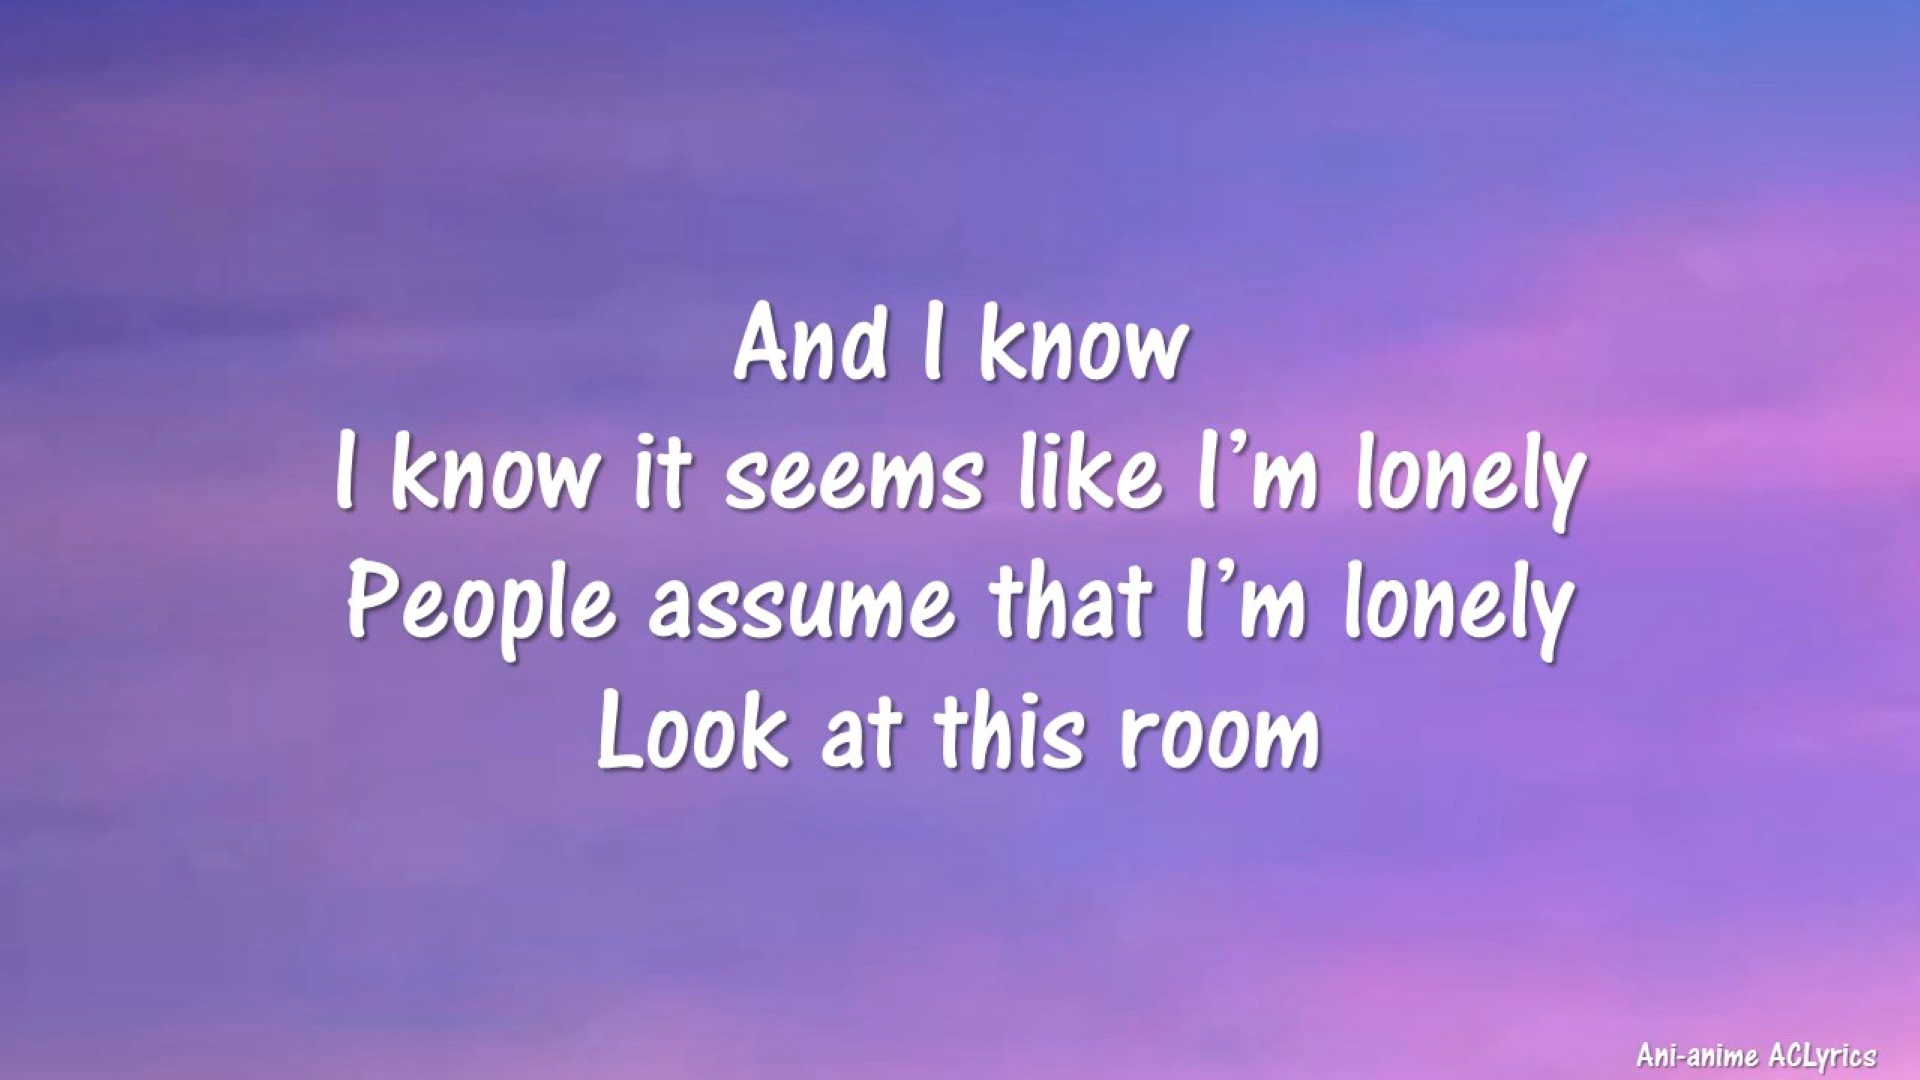 And I know
I know it seems like I’m lonely
People assume that I’m lonely
Look at this room
Ani-anime ACLyrics